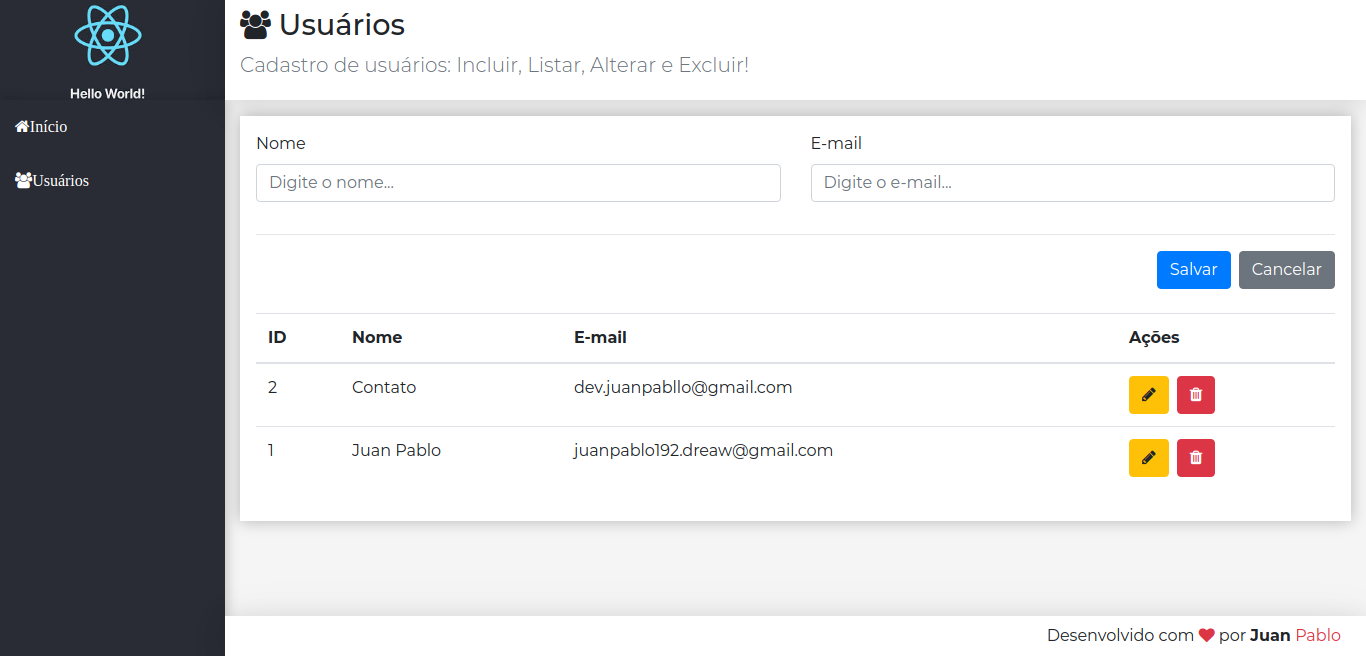 Hello World!
Início
Usuários
Usuários
Cadastro de usuários: Incluir, Listar, Alterar e Excluir!
Nome E-mail
Digite o nome... Digite o e-mail...
Salvar Cancelar
ID Nome E-mail Ações
2 Contato dev.juanpabllo@gmail.com
1 Juan Pablo juanpablo192.dreaw@gmail.com
Desenvolvido com por Juan Pablo